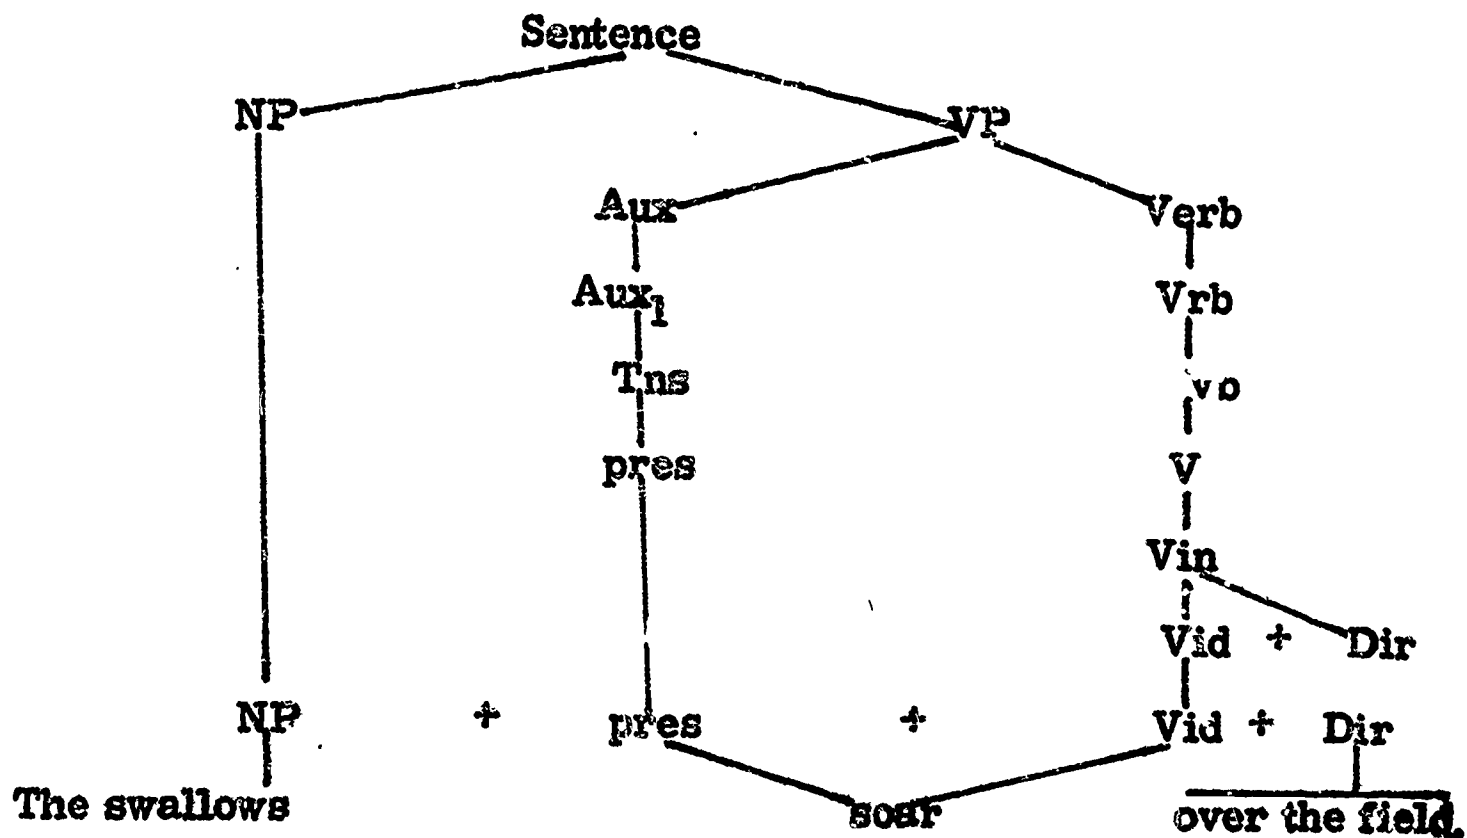 Sentence
NP VP
Aux Verb
Aux1 Vrb
Tns vb
pres V
Vin
Vid + Dir
NP + pres + Vid + Dir
The swallows soar over the field.